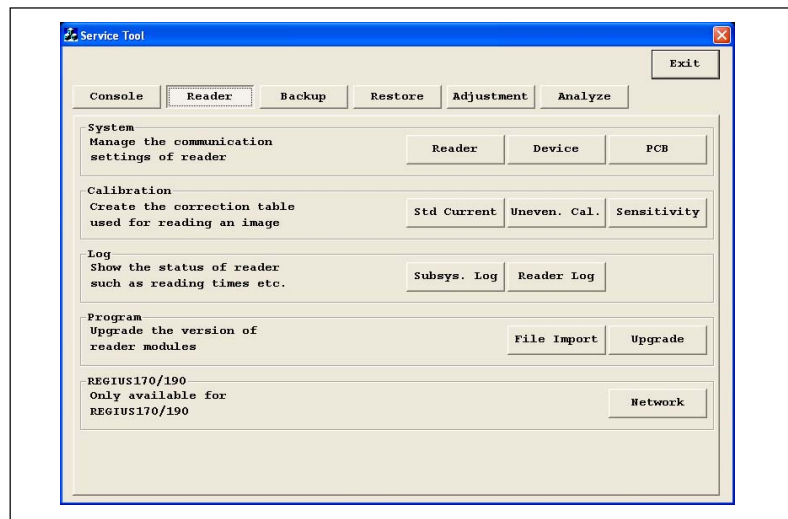 Service Tool
Exit
Console Reader Backup Restore Adjustment Analyze
System
Manage the communication
settings of reader
Reader Device PCB
Calibration
Create the correction table
used for reading an image
Std Current Uneven. Cal. Sensitivity
Log
Show the status of reader
such as reading times etc.
Subsys. Log Reader Log
Program
Upgrade the version of
reader modules
File Import Upgrade
REGIUS170/190
Only available for
REGIUS170/190
Network